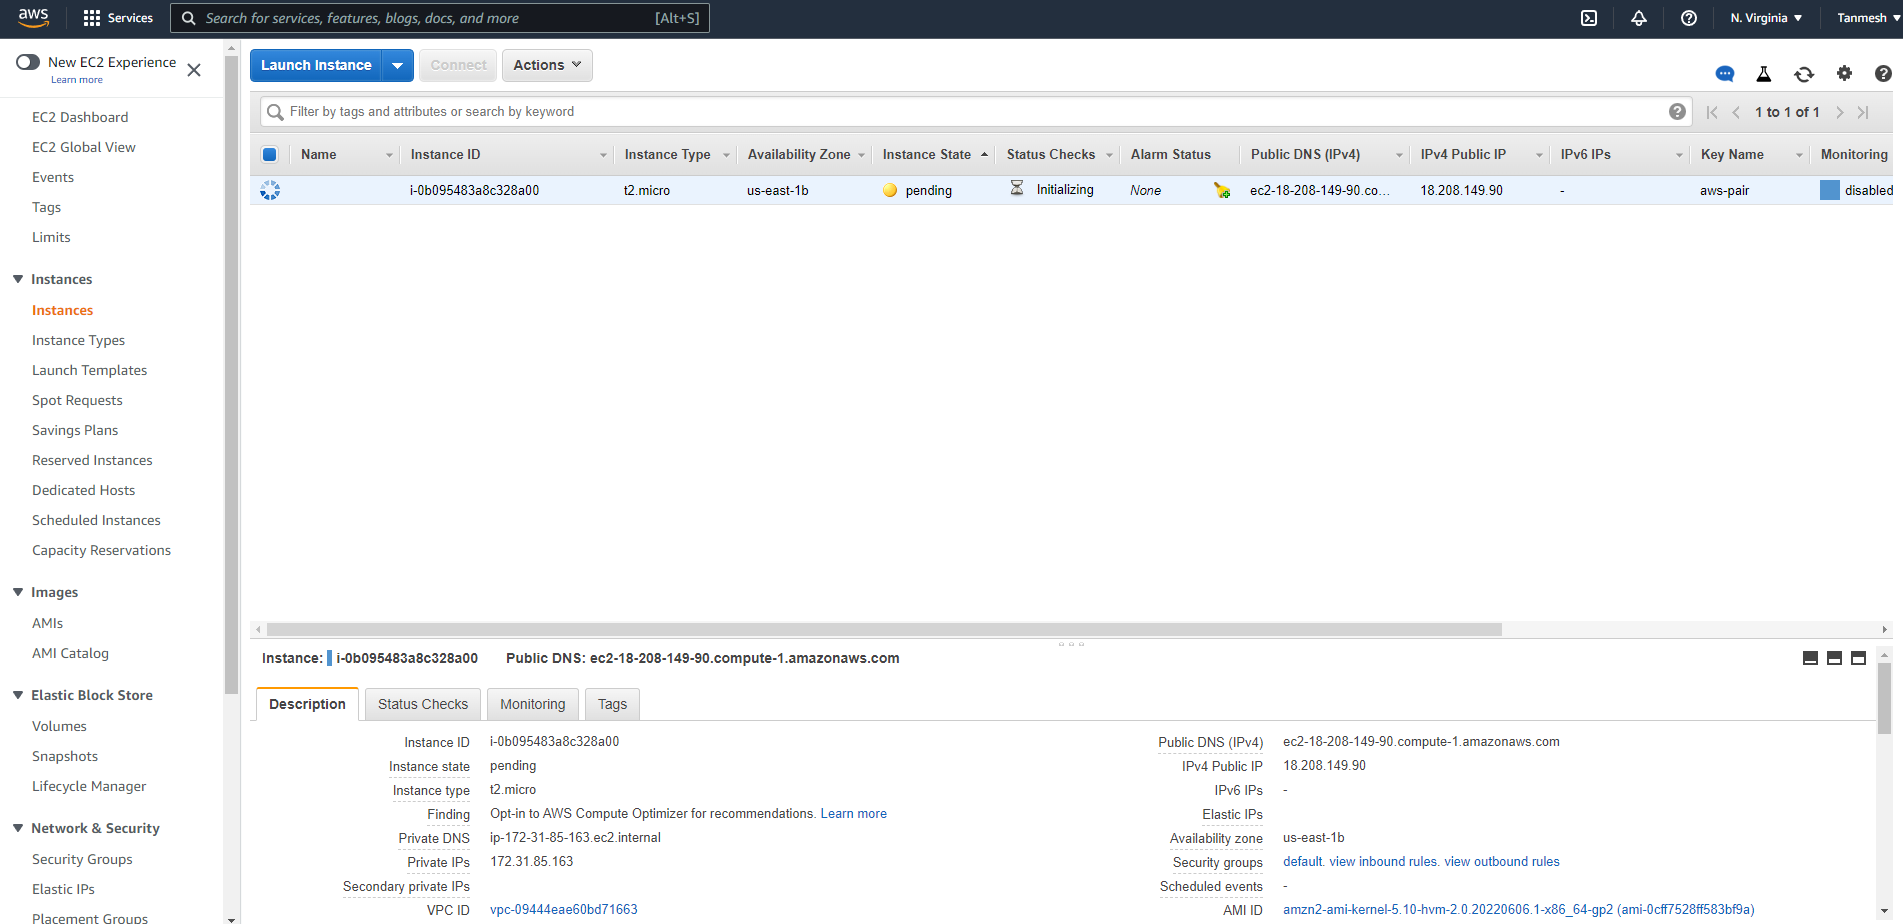 aws Services Search for services, features, blogs, docs, and more [Alt+S] N. Virginia Tanmesh
New EC2 Experience
Learn more
EC2 Dashboard
EC2 Global View
Events
Tags
Limits
Instances
Instances
Instance Types
Launch Templates
Spot Requests
Savings Plans
Reserved Instances
Dedicated Hosts
Scheduled Instances
Capacity Reservations
Images
AMIs
AMI Catalog
Elastic Block Store
Volumes
Snapshots
Lifecycle Manager
Network & Security
Security Groups
Elastic IPs
Placement Groups
Launch Instance Connect Actions
Filter by tags and attributes or search by keyword 1 to 1 of 1
Name Instance ID Instance Type Availability Zone Instance State Status Checks Alarm Status Public DNS (IPv4) IPv4 Public IP IPv6 IPs Key Name Monitoring
i-0b095483a8c328a00 t2.micro us-east-1b pending Initializing None ec2-18-208-149-90.co... 18.208.149.90 - aws-pair disabled
Instance: i-0b095483a8c328a00 Public DNS: ec2-18-208-149-90.compute-1.amazonaws.com
Description Status Checks Monitoring Tags
Instance ID i-0b095483a8c328a00 Public DNS (IPv4) ec2-18-208-149-90.compute-1.amazonaws.com
Instance state pending IPv4 Public IP 18.208.149.90
Instance type t2.micro IPv6 IPs -
Finding Opt-in to AWS Compute Optimizer for recommendations. Learn more Elastic IPs
Private DNS ip-172-31-85-163.ec2.internal Availability zone us-east-1b
Private IPs 172.31.85.163 Security groups default. view inbound rules. view outbound rules
Secondary private IPs Scheduled events -
VPC ID vpc-09444eae60bd71663 AMI ID amzn2-ami-kernel-5.10-hvm-2.0.20220606.1-x86_64-gp2 (ami-0cff7528ff583bf9a)